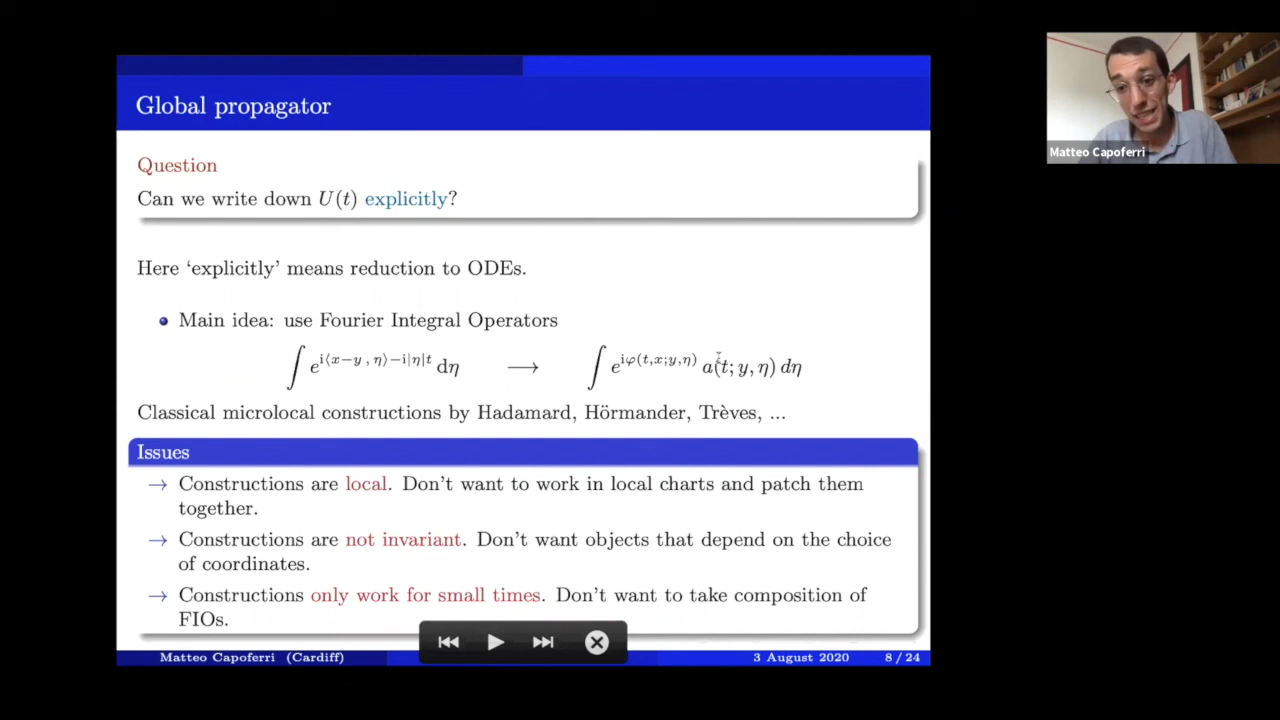 Global propagator
Question
Can we write down U(t) explicitly?
Here ‘explicitly’ means reduction to ODEs.
Main idea: use Fourier Integral Operators
∫ e^{i⟨x−y , η⟩−i|η|t} dη ⟶ ∫ e^{iφ(t,x;y,η)} a(t; y, η) dη
Classical microlocal constructions by Hadamard, Hörmander, Trèves, ...
Issues
→ Constructions are local. Don’t want to work in local charts and patch them
together.
→ Constructions are not invariant. Don’t want objects that depend on the choice
of coordinates.
→ Constructions only work for small times. Don’t want to take composition of
FIOs.
Matteo Capoferri (Cardiff) 3 August 2020 8 / 24
Matteo Capoferri